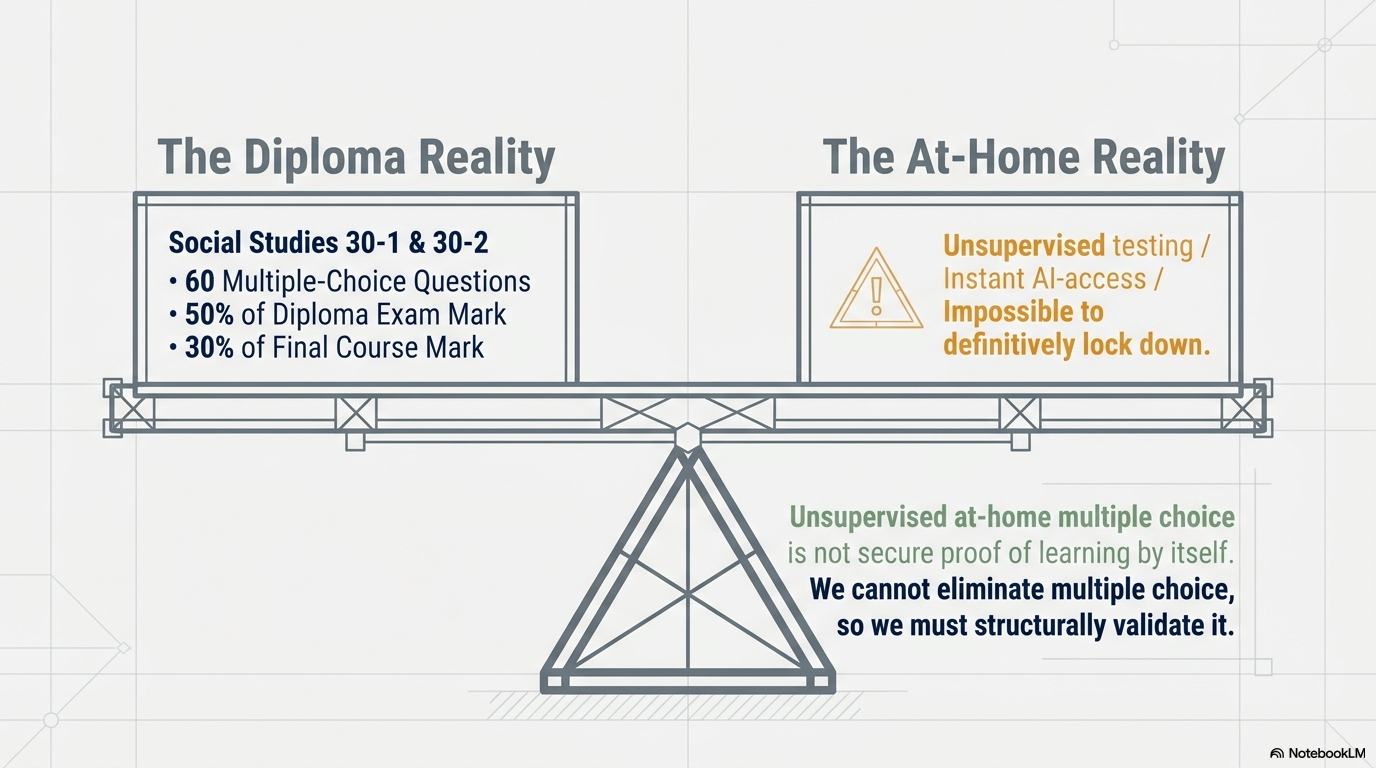 The Diploma Reality
Social Studies 30-1 & 30-2
• 60 Multiple-Choice Questions
• 50% of Diploma Exam Mark
• 30% of Final Course Mark
The At-Home Reality
Unsupervised testing /
Instant AI-access /
Impossible to
definitively lock down.
Unsupervised at-home multiple choice
is not secure proof of learning by itself.
We cannot eliminate multiple choice,
so we must structurally validate it.
NotebookLM